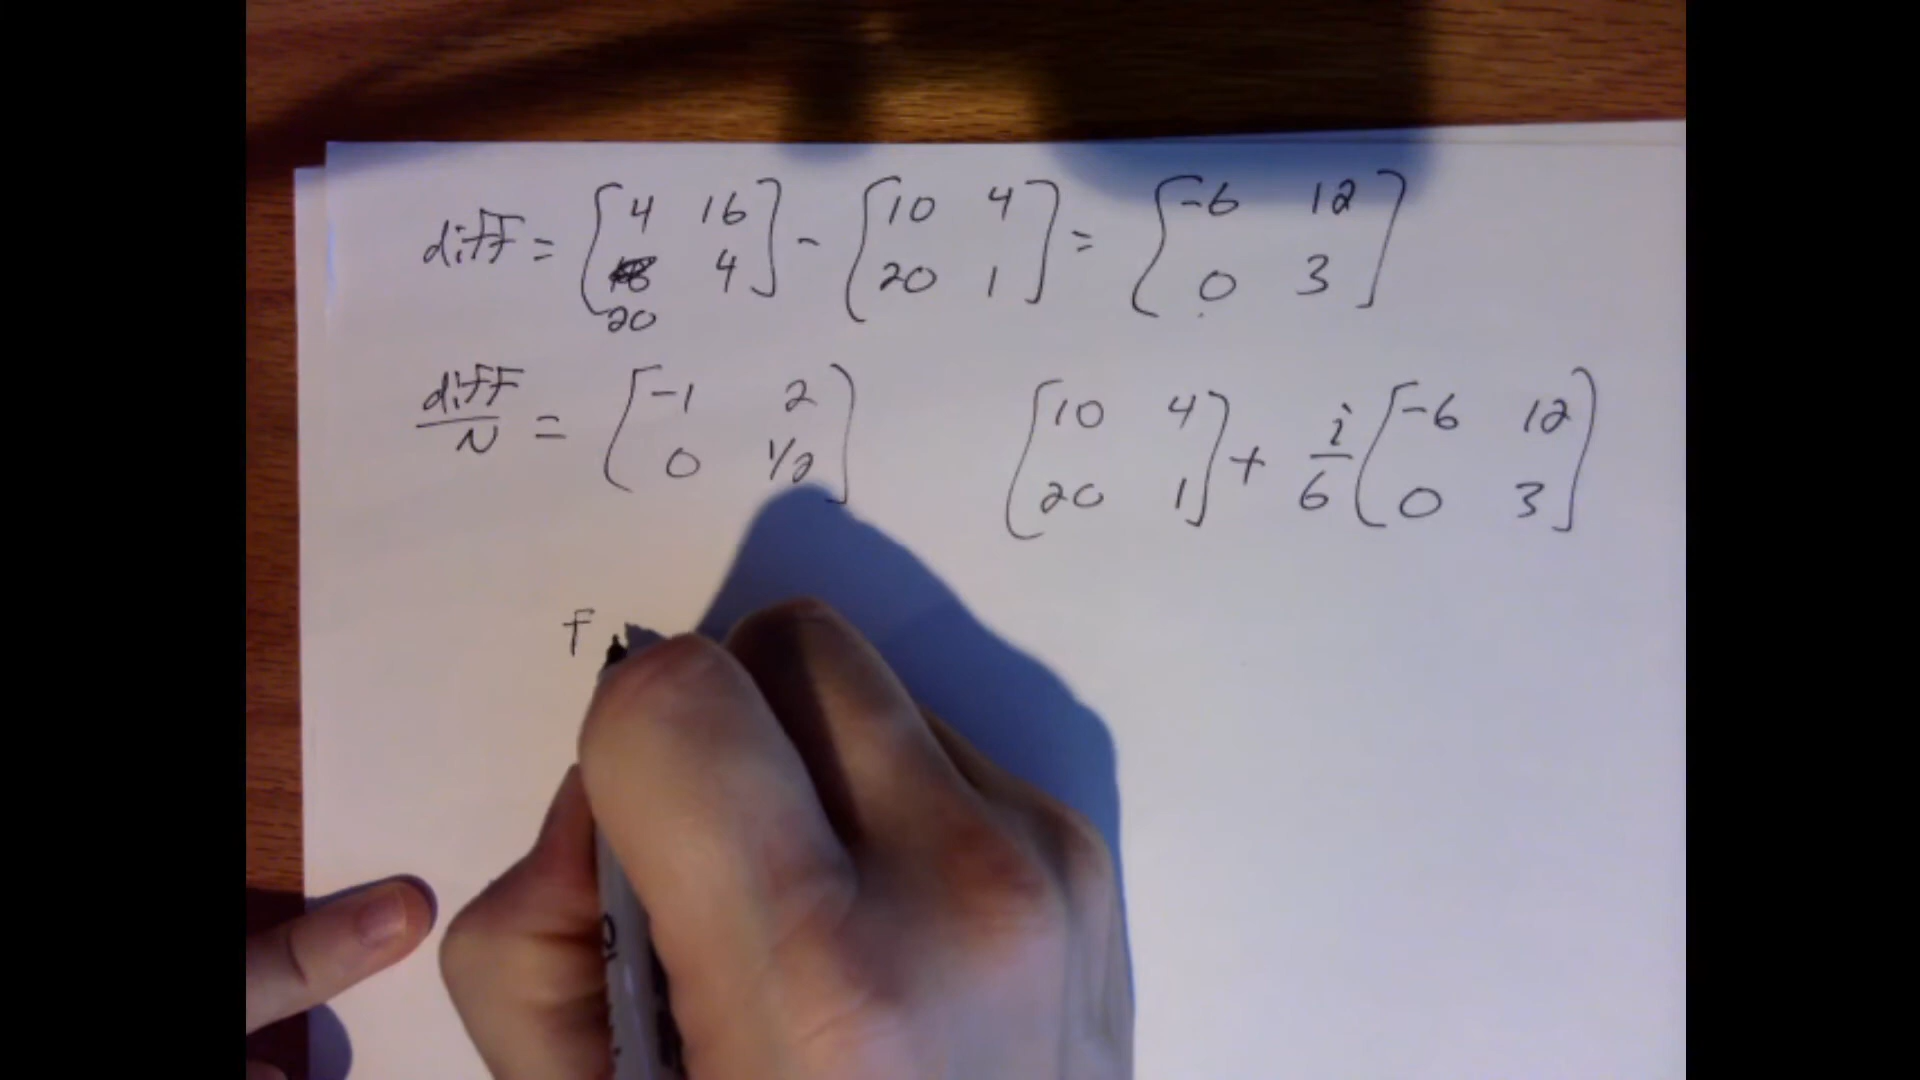 diff = [4 16] - [10 4] = [-6 12]
[20 4] [20 1] [0 3]
diff/N = [-1 2] [10 4] + i/6 [-6 12]
[0 1/2] [20 1] [0 3]
F